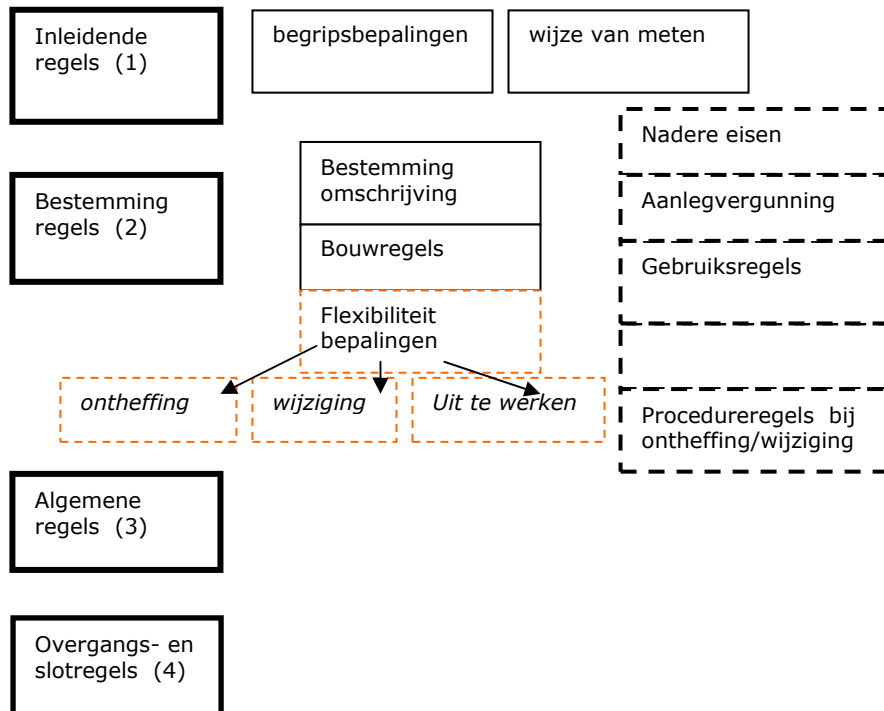 Inleidende
regels (1)
begripsbepalingen
wijze van meten
Nadere eisen
Bestemming
regels (2)
Bestemming
omschrijving
Aanlegvergunning
Bouwregels
Gebruiksregels
Flexibiliteit
bepalingen
ontheffing
wijziging
Uit te werken
Procedureregels bij
ontheffing/wijziging
Algemene
regels (3)
Overgangs- en
slotregels (4)